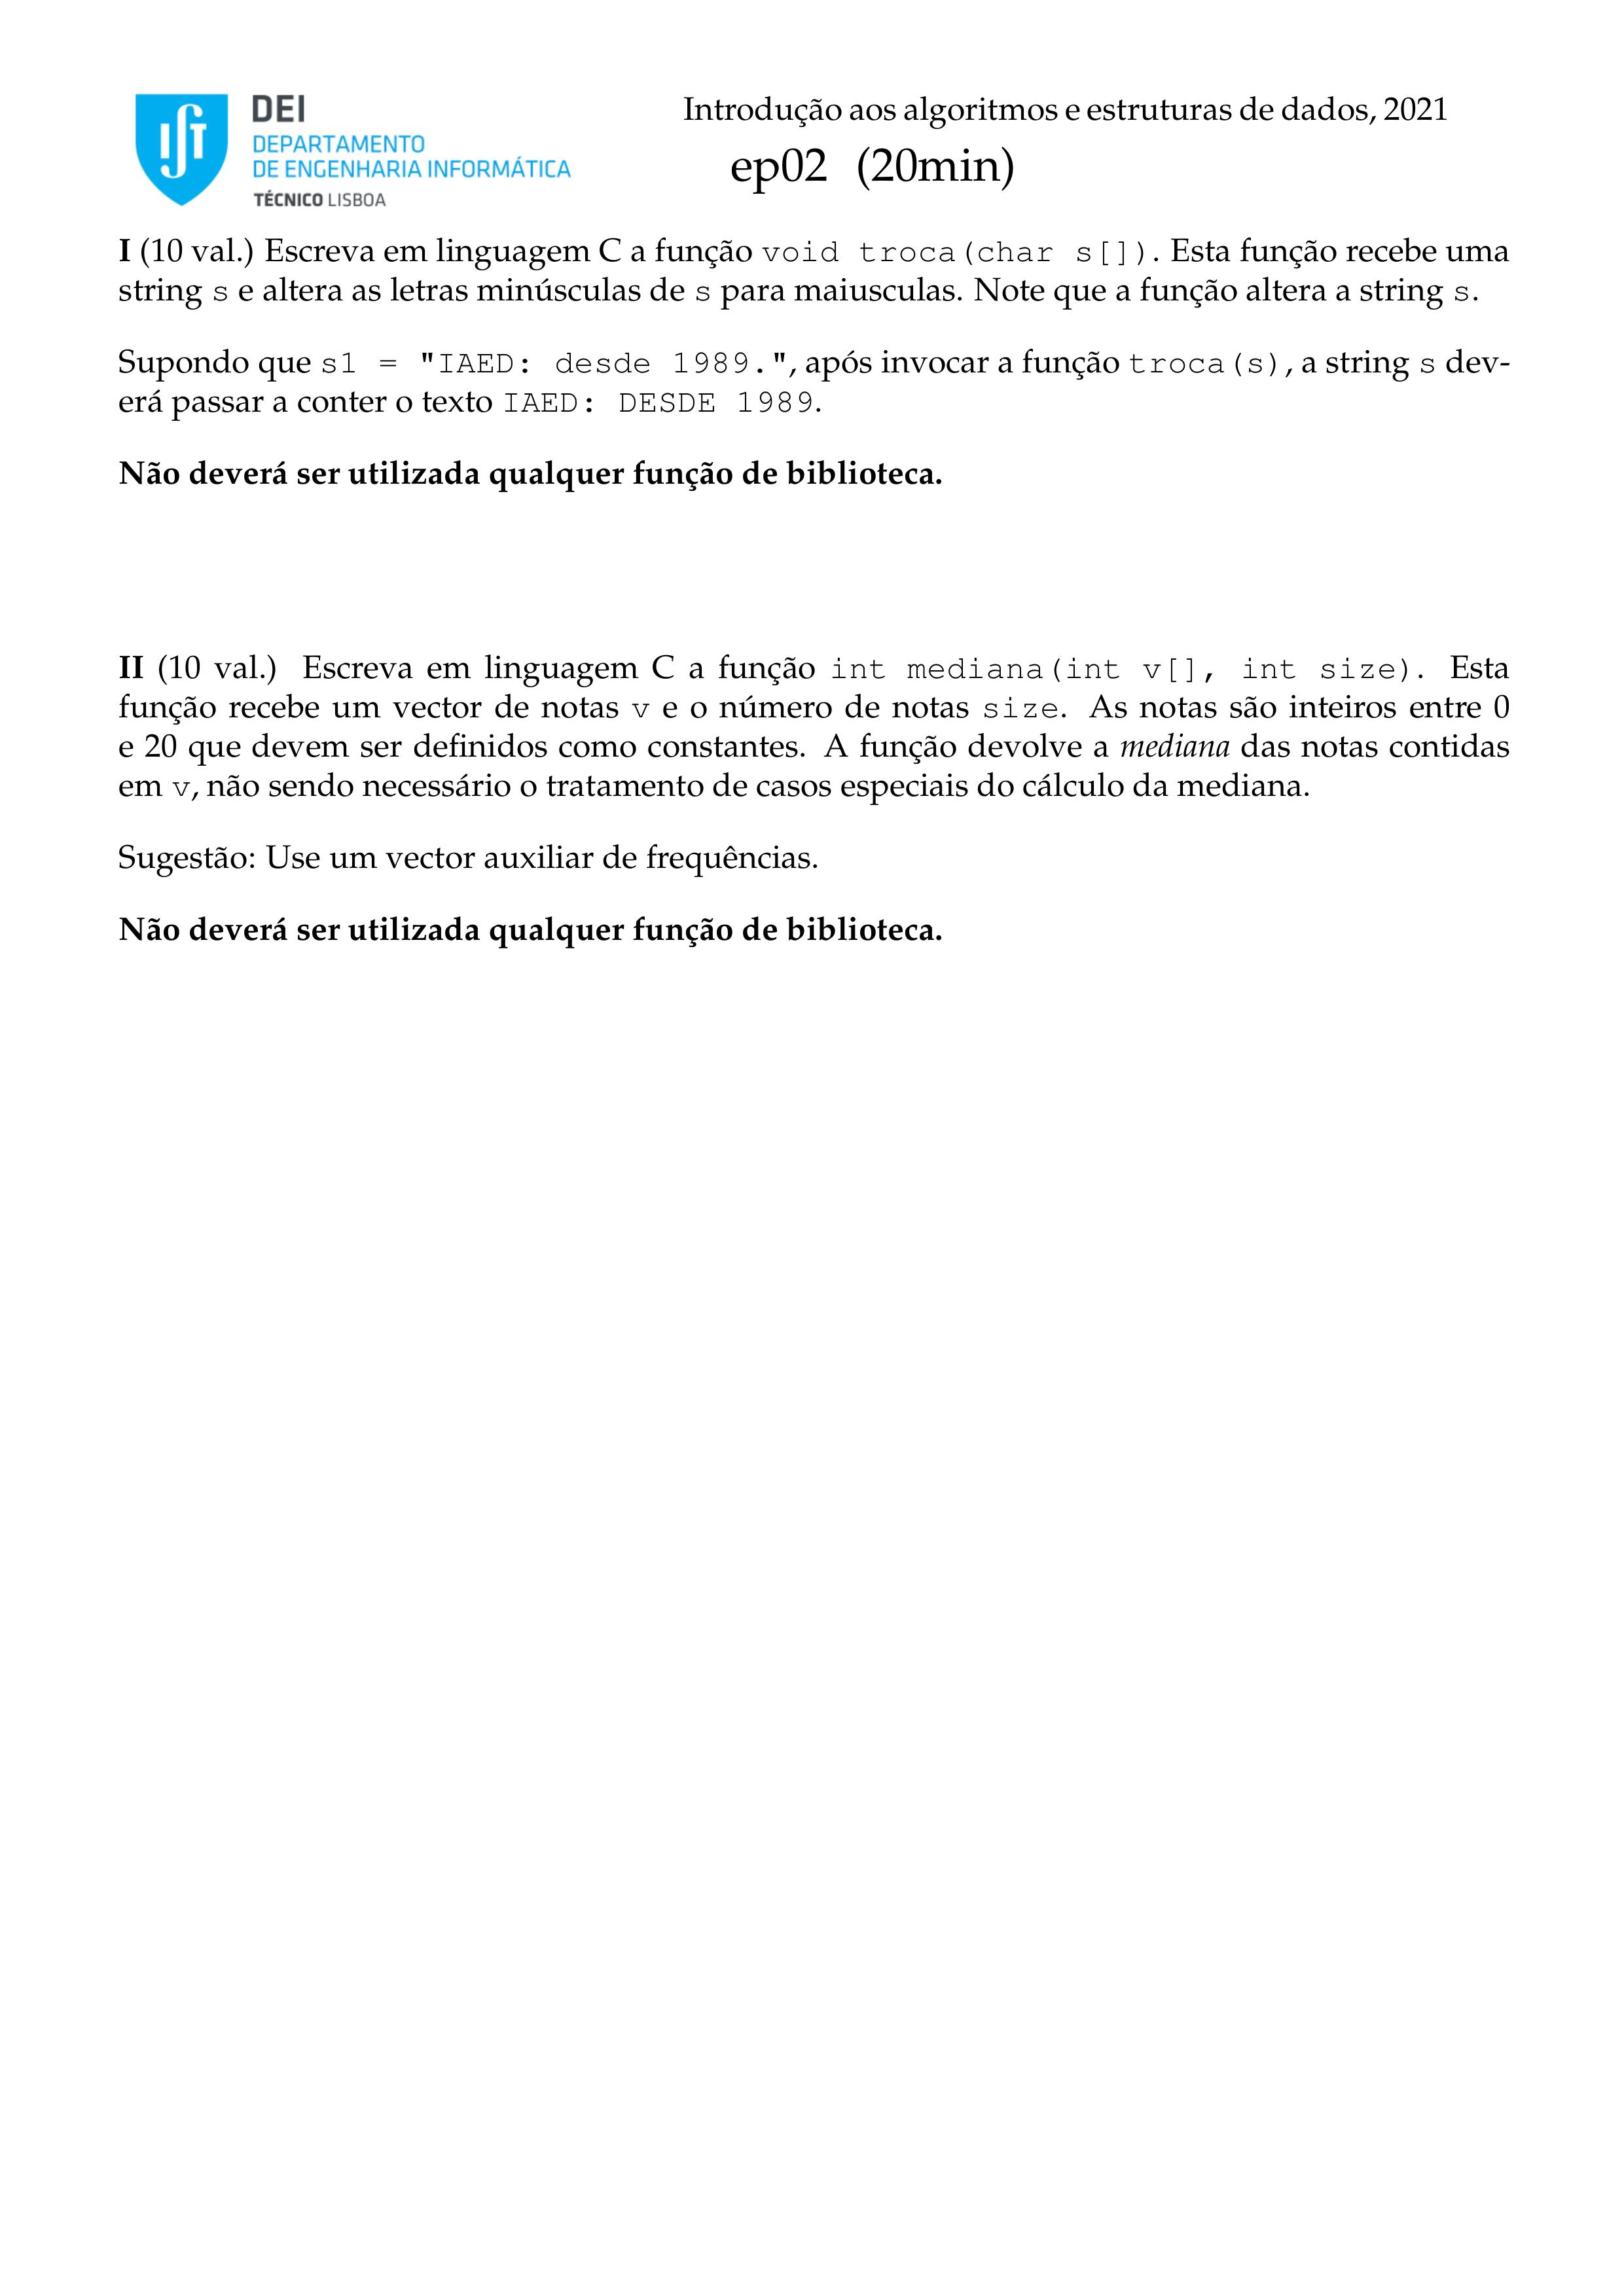 DEI
DEPARTAMENTO
DE ENGENHARIA INFORMÁTICA
TÉCNICO LISBOA
Introdução aos algoritmos e estruturas de dados, 2021
ep02 (20min)
I (10 val.) Escreva em linguagem C a função void troca(char s[]). Esta função recebe uma
string s e altera as letras minúsculas de s para maiusculas. Note que a função altera a string s.
Supondo que s1 = "IAED: desde 1989.", após invocar a função troca(s), a string s dev-
erá passar a conter o texto IAED: DESDE 1989.
Não deverá ser utilizada qualquer função de biblioteca.
II (10 val.) Escreva em linguagem C a função int mediana(int v[], int size). Esta
função recebe um vector de notas v e o número de notas size. As notas são inteiros entre 0
e 20 que devem ser definidos como constantes. A função devolve a mediana das notas contidas
em v, não sendo necessário o tratamento de casos especiais do cálculo da mediana.
Sugestão: Use um vector auxiliar de frequências.
Não deverá ser utilizada qualquer função de biblioteca.